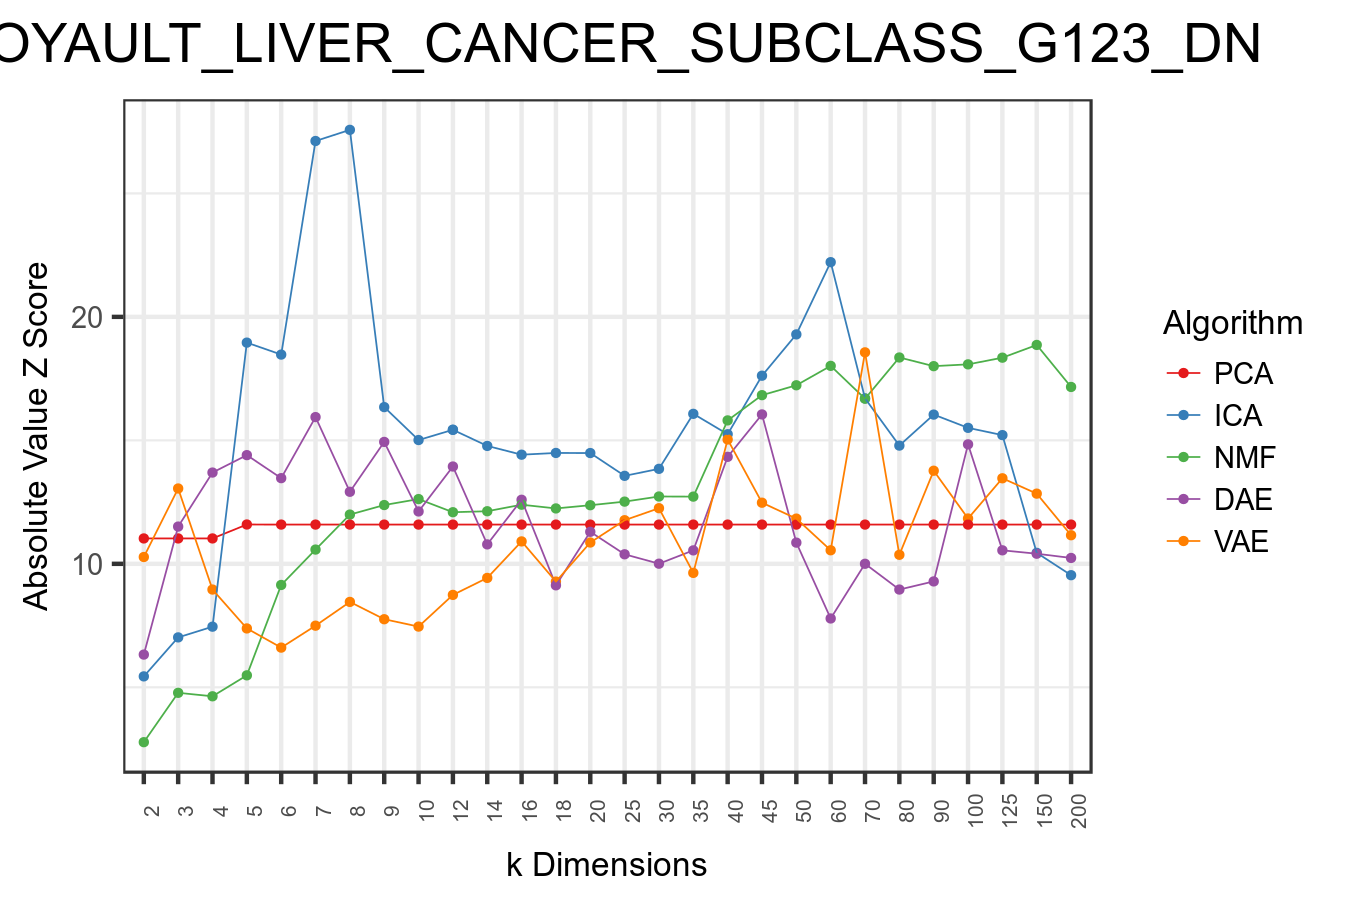 OYAULT_LIVER_CANCER_SUBCLASS_G123_DN
Absolute Value Z Score
20
10
2 3 4 5 6 7 8 9 10 12 14 16 18 20 25 30 35 40 45 50 60 70 80 90 100 125 150 200
k Dimensions
Algorithm
PCA
ICA
NMF
DAE
VAE